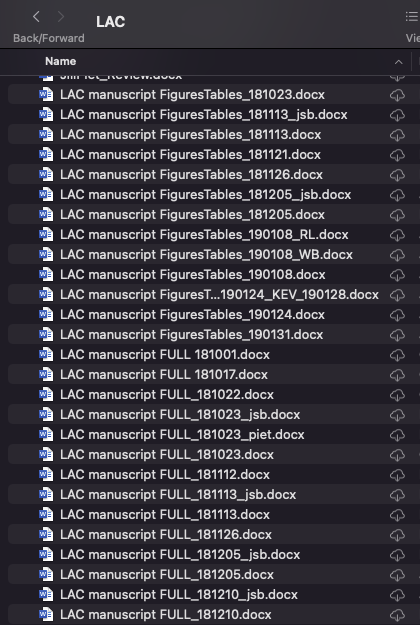 LAC
Back/Forward
Vie
Name
LAC manuscript FiguresTables_181023.docx
LAC manuscript FiguresTables_181113_jsb.docx
LAC manuscript FiguresTables_181113.docx
LAC manuscript FiguresTables_181121.docx
LAC manuscript FiguresTables_181126.docx
LAC manuscript FiguresTables_181205_jsb.docx
LAC manuscript FiguresTables_181205.docx
LAC manuscript FiguresTables_190108_RL.docx
LAC manuscript FiguresTables_190108_WB.docx
LAC manuscript FiguresTables_190108.docx
LAC manuscript FiguresT...190124_KEV_190128.docx
LAC manuscript FiguresTables_190124.docx
LAC manuscript FiguresTables_190131.docx
LAC manuscript FULL 181001.docx
LAC manuscript FULL 181017.docx
LAC manuscript FULL_181022.docx
LAC manuscript FULL_181023_jsb.docx
LAC manuscript FULL_181023_piet.docx
LAC manuscript FULL_181023.docx
LAC manuscript FULL_181112.docx
LAC manuscript FULL_181113_jsb.docx
LAC manuscript FULL_181113.docx
LAC manuscript FULL_181126.docx
LAC manuscript FULL_181205_jsb.docx
LAC manuscript FULL_181205.docx
LAC manuscript FULL_181210_jsb.docx
LAC manuscript FULL_181210.docx